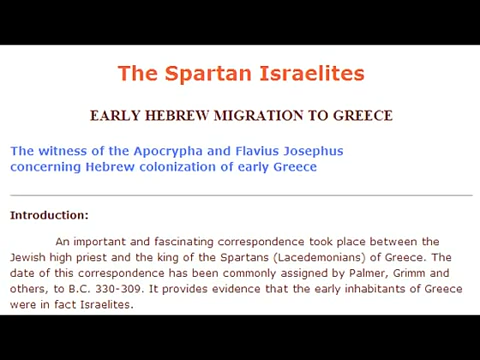 The Spartan Israelites
EARLY HEBREW MIGRATION TO GREECE
The witness of the Apocrypha and Flavius Josephus
concerning Hebrew colonization of early Greece
Introduction:
An important and fascinating correspondence took place between the
Jewish high priest and the king of the Spartans (Lacedemonians) of Greece. The
date of this correspondence has been commonly assigned by Palmer, Grimm and
others, to B.C. 330-309. It provides evidence that the early inhabitants of Greece
were in fact Israelites.